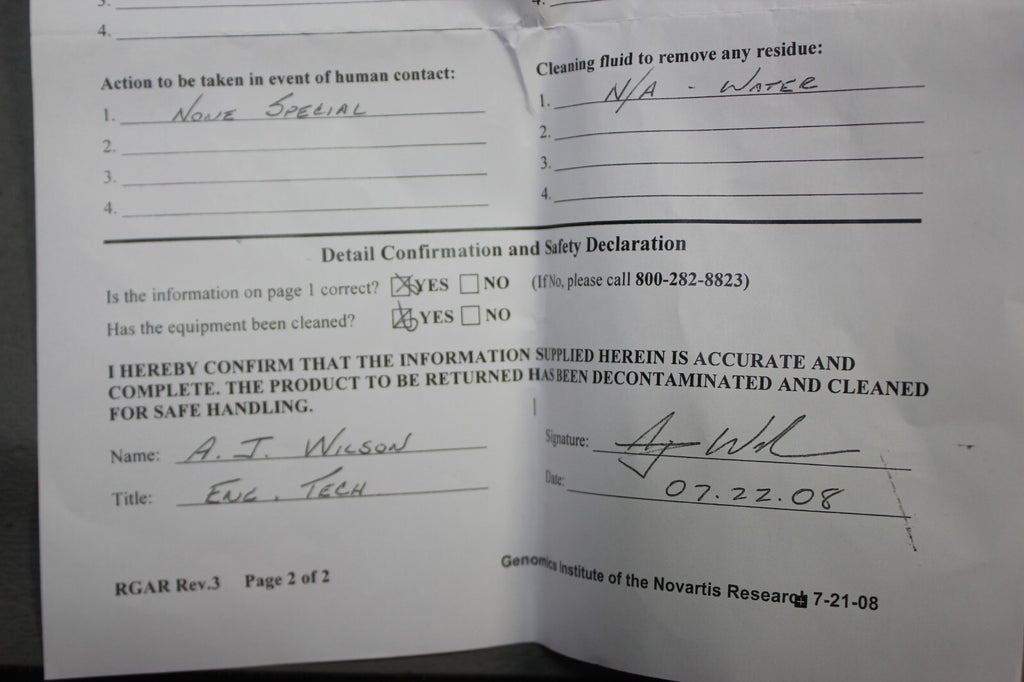 3.
4.
4.
Action to be taken in event of human contact:
1. NONE SPECIAL
2.
3.
4.
Cleaning fluid to remove any residue:
1. N/A - WATER
2.
3.
4.
Detail Confirmation and Safety Declaration
Is the information on page 1 correct? YES NO (If No, please call 800-282-8823)
Has the equipment been cleaned? YES NO
I HEREBY CONFIRM THAT THE INFORMATION SUPPLIED HEREIN IS ACCURATE AND
COMPLETE. THE PRODUCT TO BE RETURNED HAS BEEN DECONTAMINATED AND CLEANED
FOR SAFE HANDLING.
Name: A. J. WILSON
Signature:
Title: ENG. TECH
Date: 07.22.08
RGAR Rev.3 Page 2 of 2
Genomics Institute of the Novartis Research 7-21-08